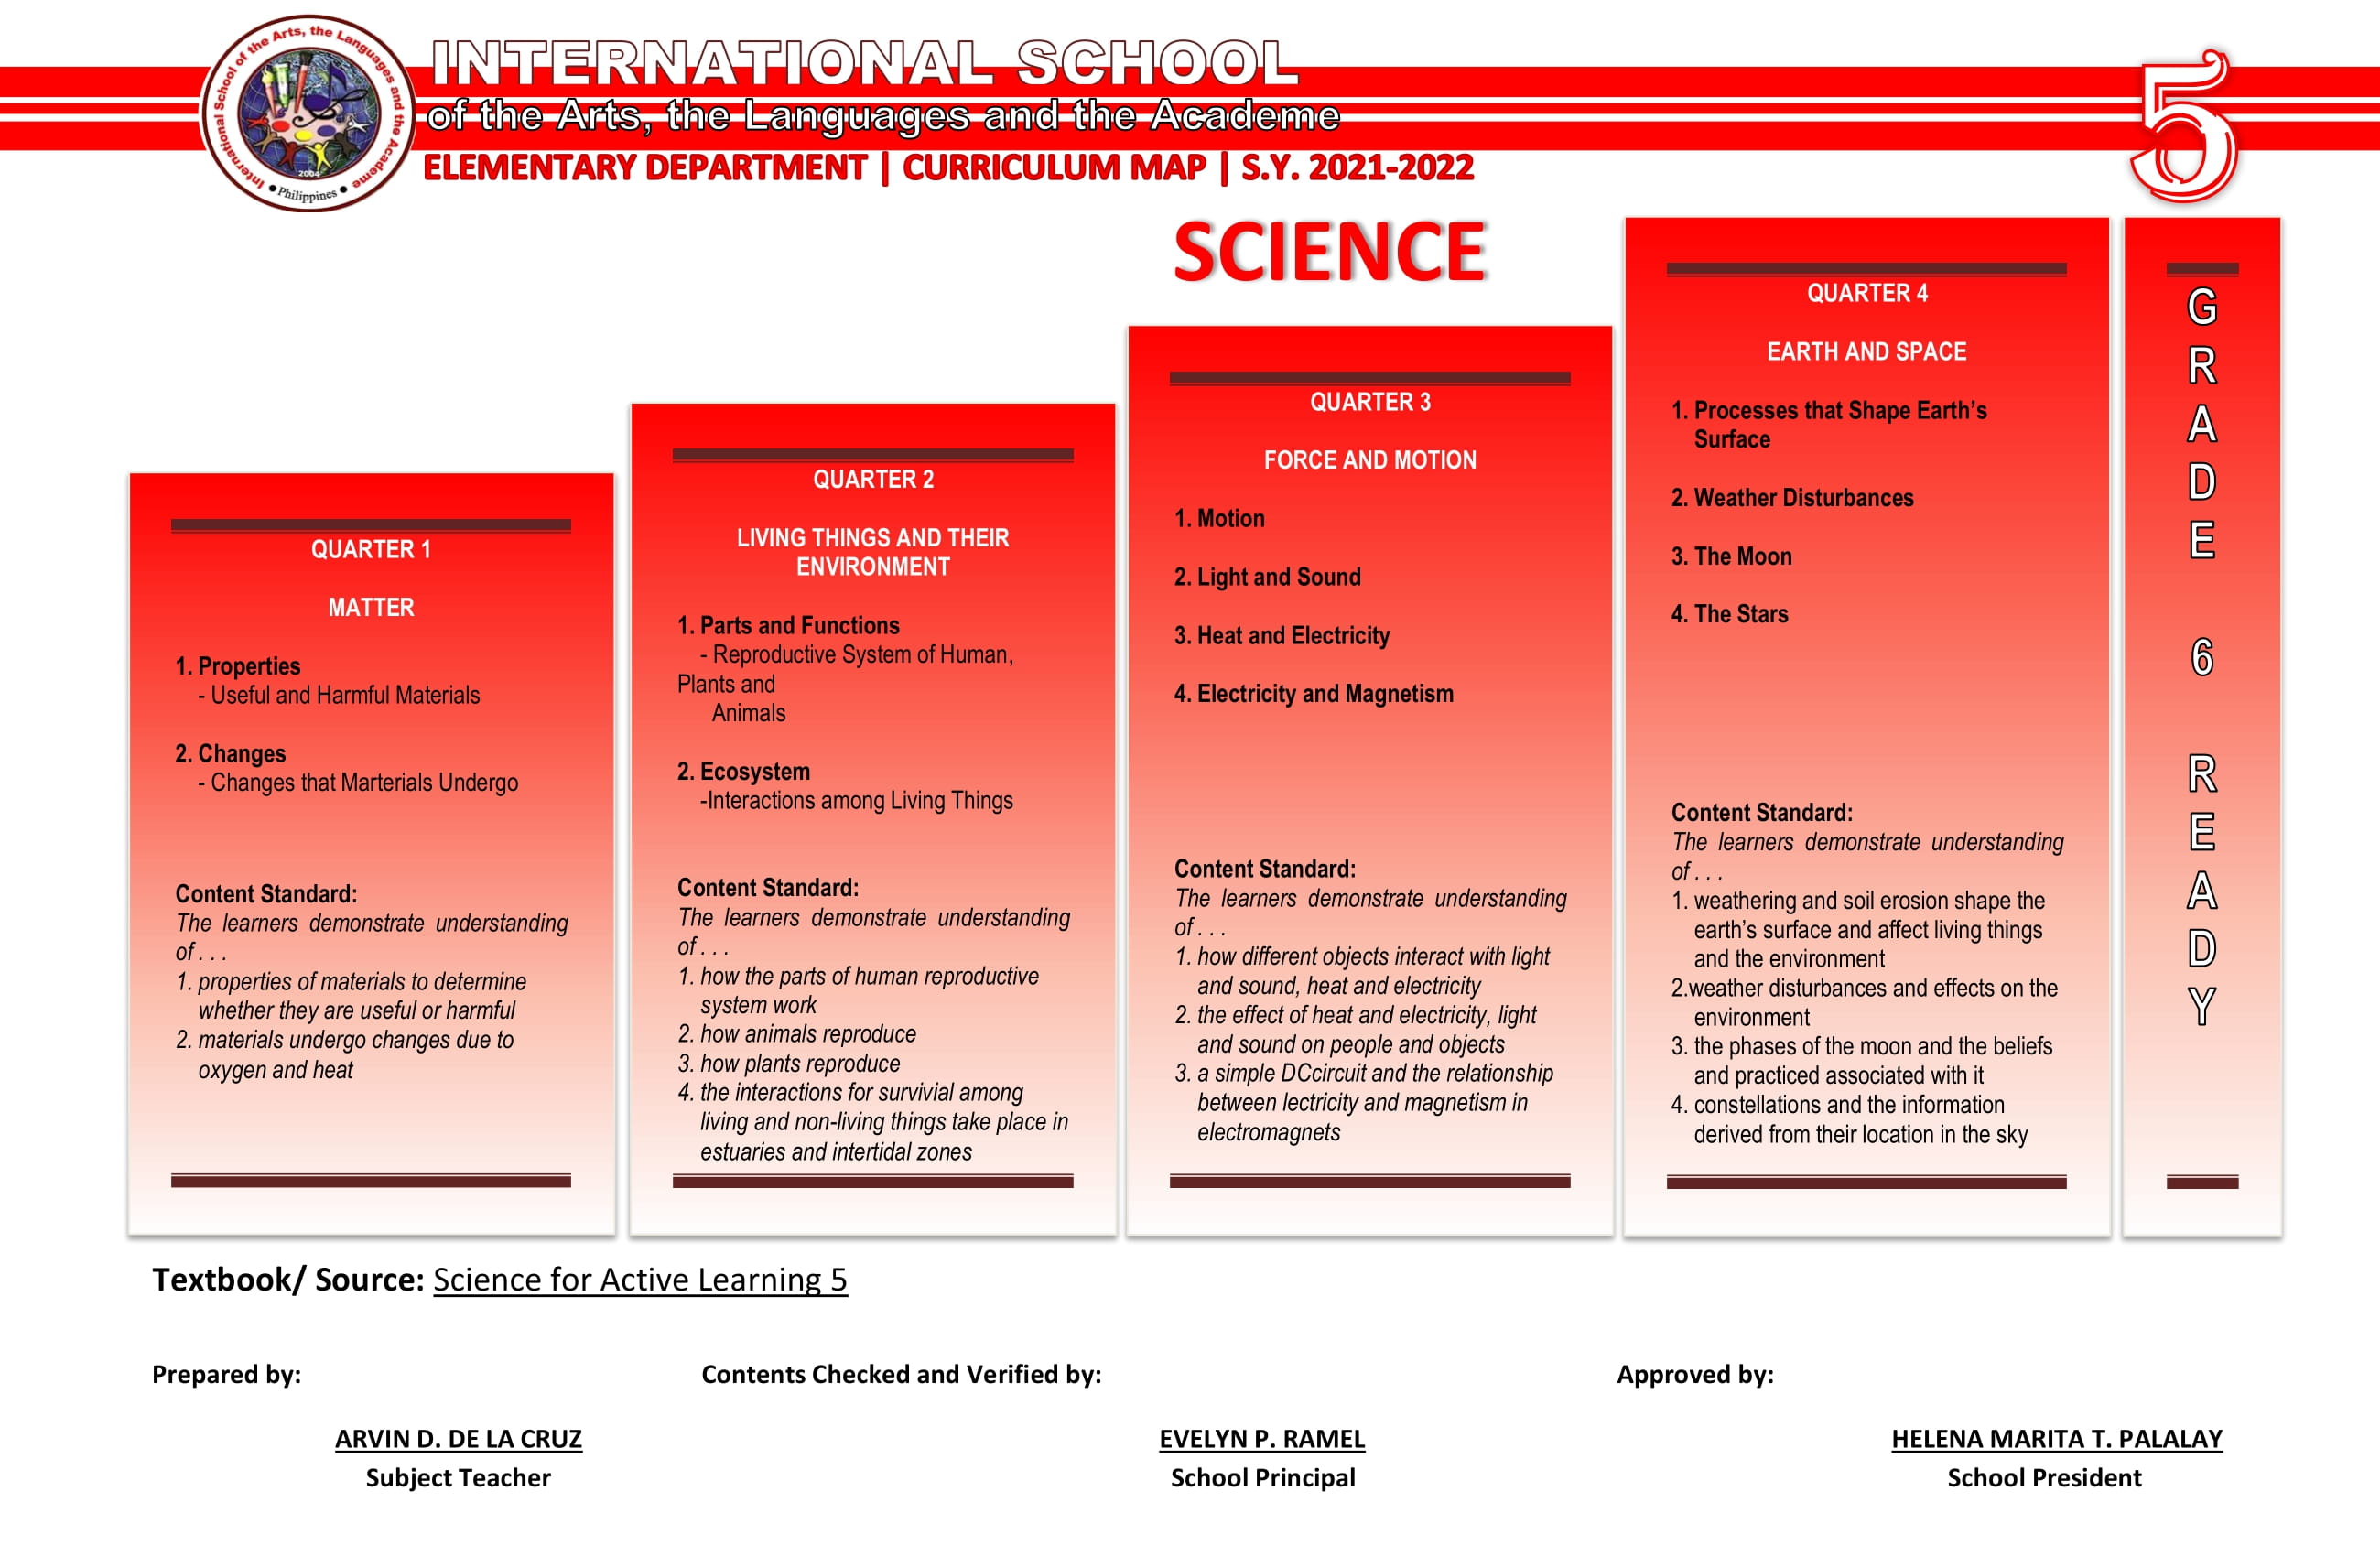 International School of the Arts, the Languages and the Academe
2004
Philippines
INTERNATIONAL SCHOOL
of the Arts, the Languages and the Academe
ELEMENTARY DEPARTMENT | CURRICULUM MAP | S.Y. 2021-2022
5
SCIENCE
QUARTER 1
MATTER
1. Properties
- Useful and Harmful Materials
2. Changes
- Changes that Marterials Undergo
Content Standard:
The learners demonstrate understanding
of . . .
1. properties of materials to determine
whether they are useful or harmful
2. materials undergo changes due to
oxygen and heat
QUARTER 2
LIVING THINGS AND THEIR
ENVIRONMENT
1. Parts and Functions
- Reproductive System of Human,
Plants and
Animals
2. Ecosystem
-Interactions among Living Things
Content Standard:
The learners demonstrate understanding
of . . .
1. how the parts of human reproductive
system work
2. how animals reproduce
3. how plants reproduce
4. the interactions for survivial among
living and non-living things take place in
estuaries and intertidal zones
QUARTER 3
FORCE AND MOTION
1. Motion
2. Light and Sound
3. Heat and Electricity
4. Electricity and Magnetism
Content Standard:
The learners demonstrate understanding
of . . .
1. how different objects interact with light
and sound, heat and electricity
2. the effect of heat and electricity, light
and sound on people and objects
3. a simple DCcircuit and the relationship
between lectricity and magnetism in
electromagnets
QUARTER 4
EARTH AND SPACE
1. Processes that Shape Earth’s
Surface
2. Weather Disturbances
3. The Moon
4. The Stars
Content Standard:
The learners demonstrate understanding
of . . .
1. weathering and soil erosion shape the
earth’s surface and affect living things
and the environment
2.weather disturbances and effects on the
environment
3. the phases of the moon and the beliefs
and practiced associated with it
4. constellations and the information
derived from their location in the sky
GRADE 6 READY
Textbook/ Source: Science for Active Learning 5
Prepared by:
ARVIN D. DE LA CRUZ
Subject Teacher
Contents Checked and Verified by:
EVELYN P. RAMEL
School Principal
Approved by:
HELENA MARITA T. PALALAY
School President